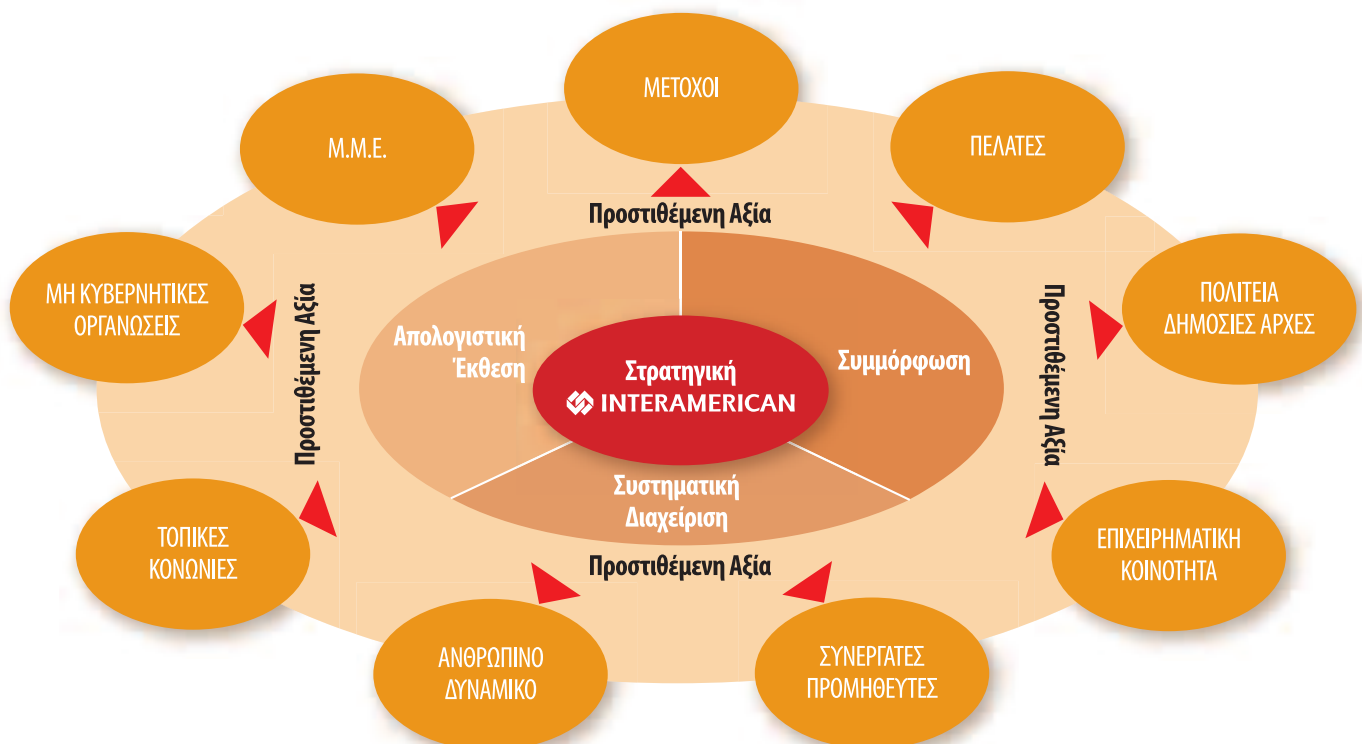 ΜΕΤΟΧΟΙ
Μ.Μ.Ε.
ΠΕΛΑΤΕΣ
Προστιθέμενη Αξία
ΜΗ ΚΥΒΕΡΝΗΤΙΚΕΣ
ΟΡΓΑΝΩΣΕΙΣ
Προστιθέμενη Αξία
Απολογιστική
Έκθεση
Στρατηγική
INTERAMERICAN
Συμμόρφωση
Προστιθέμενη Αξία
ΠΟΛΙΤΕΙΑ
ΔΗΜΟΣΙΕΣ ΑΡΧΕΣ
Συστηματική
Διαχείριση
Προστιθέμενη Αξία
ΤΟΠΙΚΕΣ
ΚΟΝΩΝΙΕΣ
ΕΠΙΧΕΙΡΗΜΑΤΙΚΗ
ΚΟΙΝΟΤΗΤΑ
ΑΝΘΡΩΠΙΝΟ
ΔΥΝΑΜΙΚΟ
ΣΥΝΕΡΓΑΤΕΣ
ΠΡΟΜΗΘΕΥΤΕΣ